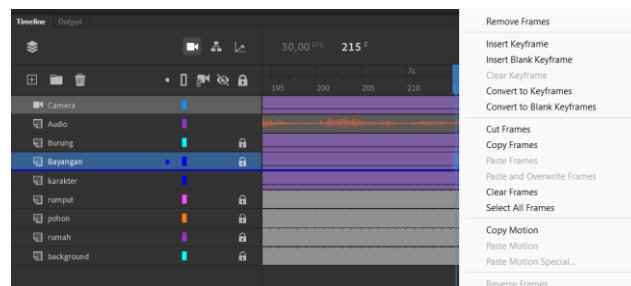 Timeline Output
30,00 FPS 215 F
7s
195 200 205 210
Camera
Audio
Burung
Bayangan
karakter
rumput
pohon
rumah
background
Remove Frames
Insert Keyframe
Insert Blank Keyframe
Clear Keyframe
Convert to Keyframes
Convert to Blank Keyframes
Cut Frames
Copy Frames
Paste Frames
Paste and Overwrite Frames
Clear Frames
Select All Frames
Copy Motion
Paste Motion
Paste Motion Special...
Reverse Frames